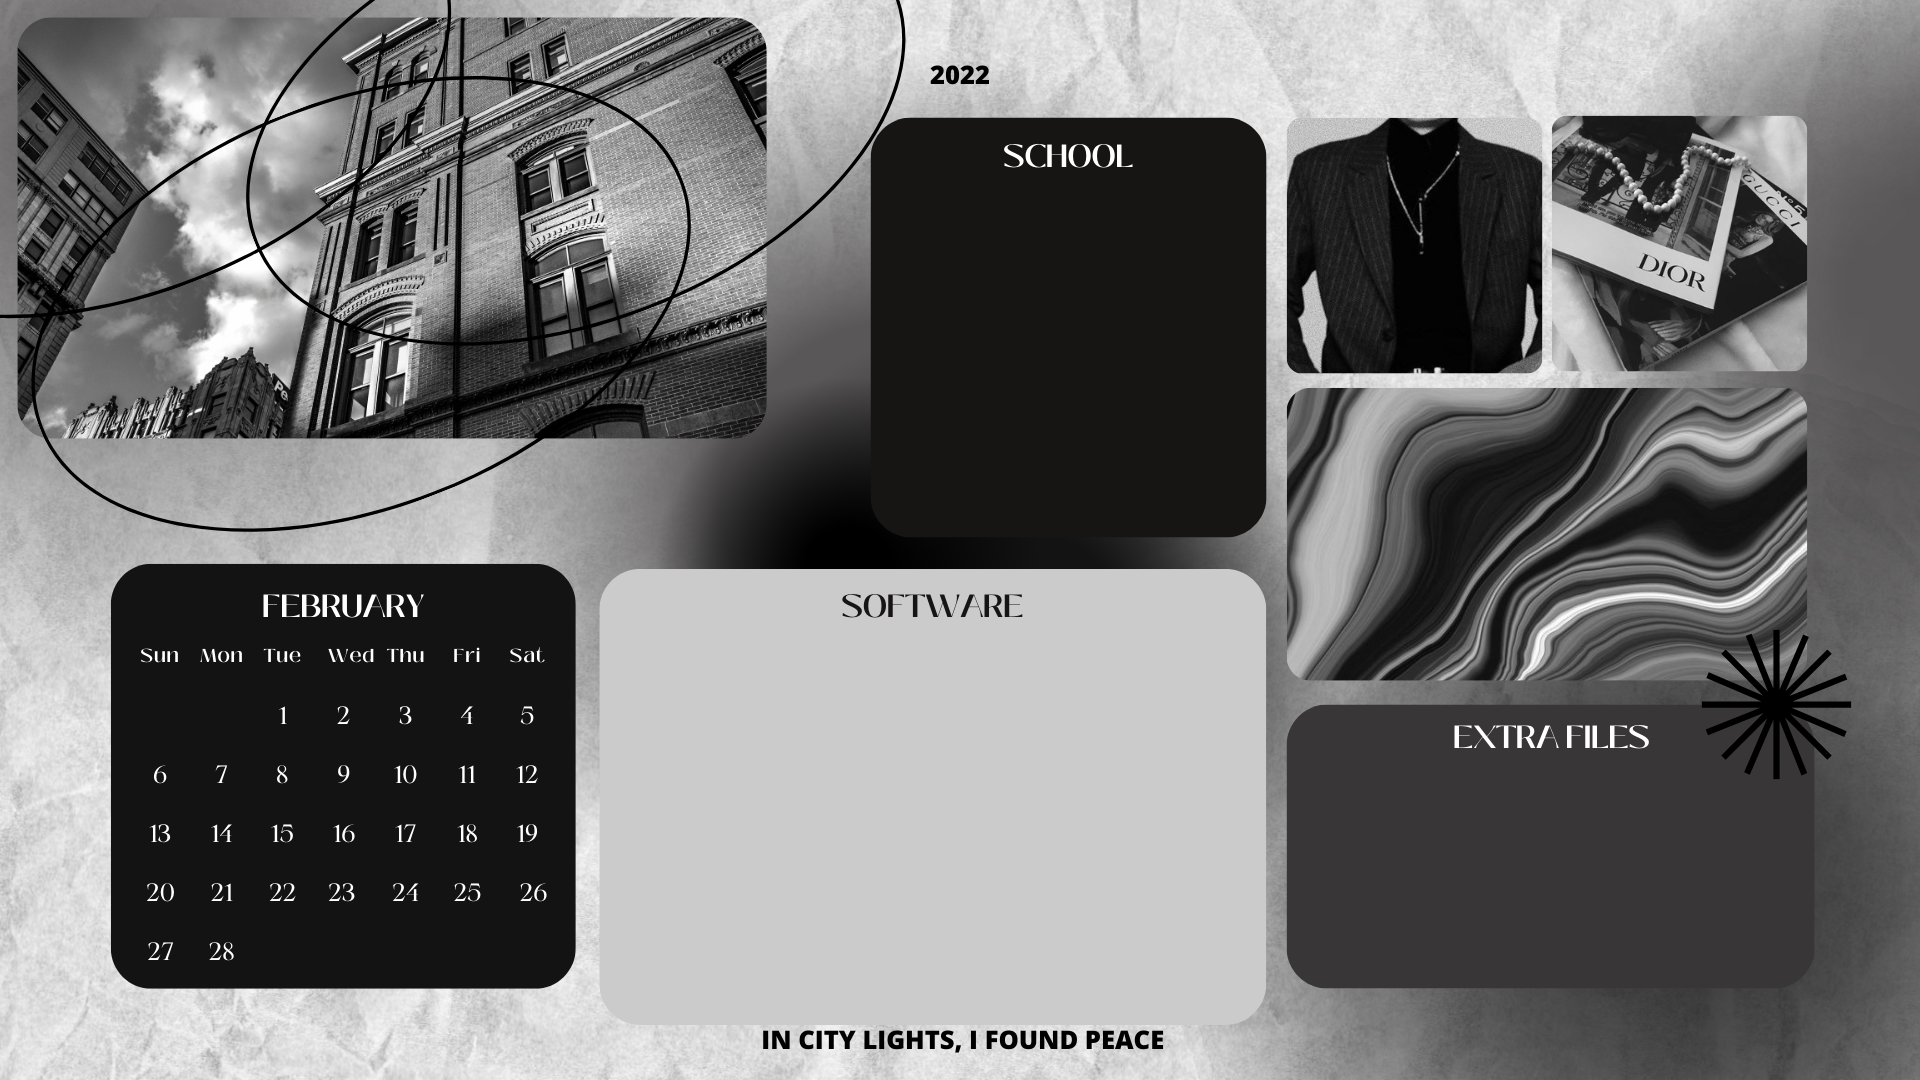 2022
SCHOOL
GUCCI
DIOR
FEBRUARY
Sun Mon Tue Wed Thu Fri Sat
1 2 3 4 5
6 7 8 9 10 11 12
13 14 15 16 17 18 19
20 21 22 23 24 25 26
27 28
SOFTWARE
EXTRA FILES
IN CITY LIGHTS, I FOUND PEACE